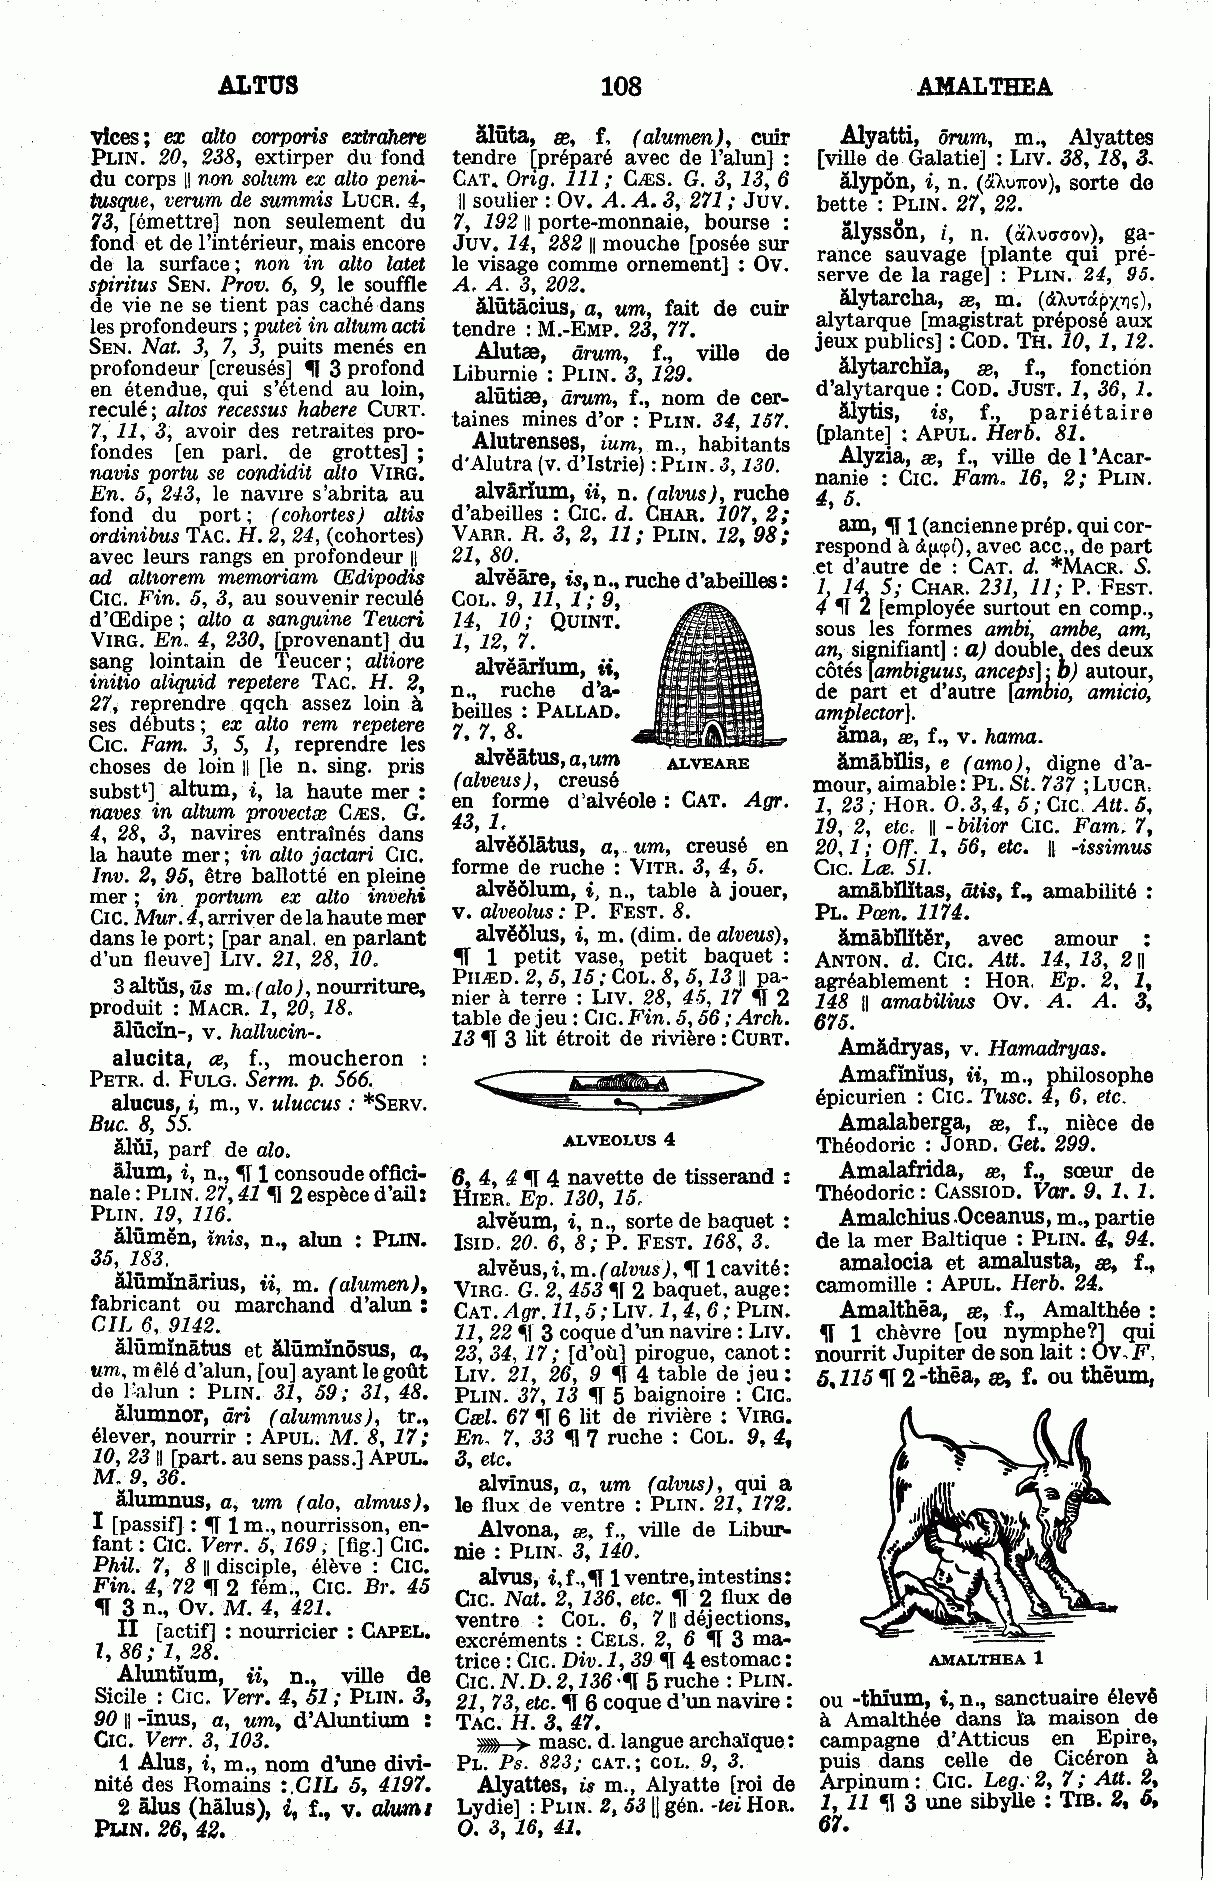 ALTUS
108
AMALTHEA
vices; ex alto corporis extrahere
PLIN. 20, 238, extirper du fond
du corps || non solum ex alto peni-
tusque, verum de summis LUCR. 4,
73, [émettre] non seulement du
fond et de l'intérieur, mais encore
de la surface; non in alto latet
spiritus SEN. Prov. 6, 9, le souffle
de vie ne se tient pas caché dans
les profondeurs ; putei in altum acti
SEN. Nat. 3, 7, 3, puits menés en
profondeur [creusés] ¶ 3 profond
en étendue, qui s'étend au loin,
reculé; altos recessus habere CURT.
7, 11, 3, avoir des retraites pro-
fondes [en parl. de grottes] ;
navis portu se condidit alto VIRG.
En. 5, 243, le navire s'abrita au
fond du port; (cohortes) altis
ordinibus TAC. H. 2, 24, (cohortes)
avec leurs rangs en profondeur ||
ad altiorem memoriam Œdipodis
CIC. Fin. 5, 3, au souvenir reculé
d'Œdipe ; alto a sanguine Teucri
VIRG. En. 4, 230, [provenant] du
sang lointain de Teucer; altiore
initio aliquid repetere TAC. H. 2,
27, reprendre qqch assez loin à
ses débuts; ex alto rem repetere
CIC. Fam. 3, 5, 1, reprendre les
choses de loin || [le n. sing. pris
substᵗ] altum, i, la haute mer :
naves in altum provectæ CÆS. G.
4, 28, 3, navires entraînés dans
la haute mer; in alto jactari CIC.
Inv. 2, 95, être ballotté en pleine
mer ; in portum ex alto invehi
CIC. Mur. 4, arriver de la haute mer
dans le port; [par anal. en parlant
d'un fleuve] LIV. 21, 28, 10.
3 altŭs, ūs m. (alo), nourriture,
produit : MACR. 1, 20, 18.
ālūcĭn-, v. hallucin-.
alucita, æ, f., moucheron :
PETR. d. FULG. Serm. p. 566.
alucus, i, m., v. uluccus : *SERV.
Buc. 8, 55.
ălŭī, parf de alo.
ālum, i, n., ¶ 1 consoude offici-
nale : PLIN. 27, 41 ¶ 2 espèce d'ail :
PLIN. 19, 116.
ălūmĕn, inis, n., alun : PLIN.
35, 183.
ălūmĭnārius, ii, m. (alumen),
fabricant ou marchand d'alun :
CIL 6, 9142.
ălūmĭnātus et ălūmĭnōsus, a,
um, mêlé d'alun, [ou] ayant le goût
de l'alun : PLIN. 31, 59; 31, 48.
ălumnor, āri (alumnus), tr.,
élever, nourrir : APUL. M. 8, 17;
10, 23 || [part. au sens pass.] APUL.
M. 9, 36.
ălumnus, a, um (alo, almus),
I [passif] : ¶ 1 m., nourrisson, en-
fant : CIC. Verr. 5, 169; [fig.] CIC.
Phil. 7, 8 || disciple, élève : CIC.
Fin. 4, 72 ¶ 2 fém., CIC. Br. 45
¶ 3 n., OV. M. 4, 421.
II [actif] : nourricier : CAPEL.
1, 86; 1, 28.
Aluntĭum, ii, n., ville de
Sicile : CIC. Verr. 4, 51; PLIN. 3,
90 || -īnus, a, um, d'Aluntium :
CIC. Verr. 3, 103.
1 Alus, i, m., nom d'une divi-
nité des Romains : CIL 5, 4197.
2 ālus (hālus), i, f., v. alum :
PLIN. 26, 42.
ălūta, æ, f. (alumen), cuir
tendre [préparé avec de l'alun] :
CAT. Orig. 111; CÆS. G. 3, 13, 6
|| soulier : OV. A. A. 3, 271; JUV.
7, 192 || porte-monnaie, bourse :
JUV. 14, 282 || mouche [posée sur
le visage comme ornement] : OV.
A. A. 3, 202.
ălūtācius, a, um, fait de cuir
tendre : M.-EMP. 23, 77.
Alutæ, ārum, f., ville de
Liburnie : PLIN. 3, 129.
alūtiæ, ārum, f., nom de cer-
taines mines d'or : PLIN. 34, 157.
Alutrenses, ium, m., habitants
d'Alutra (v. d'Istrie) : PLIN. 3, 130.
alvārĭum, ii, n. (alvus), ruche
d'abeilles : CIC. d. CHAR. 107, 2;
VARR. R. 3, 2, 11; PLIN. 12, 98;
21, 80.
alvĕāre, is, n., ruche d'abeilles :
COL. 9, 11, 1; 9,
14, 10; QUINT.
1, 12, 7.
alvĕārĭum, ii,
n., ruche d'a-
beilles : PALLAD.
7, 7, 8.
alvĕātus, a, um
(alveus), creusé
ALVEARE
en forme d'alvéole : CAT. Agr.
43, 1.
alvĕŏlātus, a, um, creusé en
forme de ruche : VITR. 3, 4, 5.
alvĕŏlum, i, n., table à jouer,
v. alveolus : P. FEST. 8.
alvĕŏlus, i, m. (dim. de alveus),
¶ 1 petit vase, petit baquet :
PHÆD. 2, 5, 15; COL. 8, 5, 13 || pa-
nier à terre : LIV. 28, 45, 17 ¶ 2
table de jeu : CIC. Fin. 5, 56; Arch.
13 ¶ 3 lit étroit de rivière : CURT.
ALVEOLUS 4
6, 4, 4 ¶ 4 navette de tisserand :
HIER. Ep. 130, 15.
alvĕum, i, n., sorte de baquet :
ISID. 20. 6, 8; P. FEST. 168, 3.
alvĕus, i, m. (alvus), ¶ 1 cavité :
VIRG. G. 2, 453 ¶ 2 baquet, auge :
CAT. Agr. 11, 5; LIV. 1, 4, 6; PLIN.
11, 22 ¶ 3 coque d'un navire : LIV.
23, 34, 17; [d'où] pirogue, canot :
LIV. 21, 26, 9 ¶ 4 table de jeu :
PLIN. 37, 13 ¶ 5 baignoire : CIC.
Cæl. 67 ¶ 6 lit de rivière : VIRG.
En. 7, 33 ¶ 7 ruche : COL. 9, 4,
3, etc.
alvīnus, a, um (alvus), qui a
le flux de ventre : PLIN. 21, 172.
Alvona, æ, f., ville de Libur-
nie : PLIN. 3, 140.
alvus, i, f., ¶ 1 ventre, intestins :
CIC. Nat. 2, 136, etc. ¶ 2 flux de
ventre : COL. 6, 7 || déjections,
excréments : CELS. 2, 6 ¶ 3 ma-
trice : CIC. Div. 1, 39 ¶ 4 estomac :
CIC. N. D. 2, 136 ¶ 5 ruche : PLIN.
21, 73, etc. ¶ 6 coque d'un navire :
TAC. H. 3, 47.
masc. d. langue archaïque :
PL. Ps. 823; CAT.; COL. 9, 3.
Alyattes, is m., Alyatte [roi de
Lydie] : PLIN. 2, 53 || gén. -tei HOR.
O. 3, 16, 41.
Alyatti, ōrum, m., Alyattes
[ville de Galatie] : LIV. 38, 18, 3.
ălypŏn, i, n. (ἄλυπον), sorte de
bette : PLIN. 27, 22.
ălyssŏn, i, n. (ἄλυσσον), ga-
rance sauvage [plante qui pré-
serve de la rage] : PLIN. 24, 95.
ălytarcha, æ, m. (ἀλυτάρχης),
alytarque [magistrat préposé aux
jeux publics] : COD. TH. 10, 1, 12.
ălytarchĭa, æ, f., fonction
d'alytarque : COD. JUST. 1, 36, 1.
ălytis, is, f., pariétaire
[plante] : APUL. Herb. 81.
Alyzia, æ, f., ville de l'Acar-
nanie : CIC. Fam. 16, 2; PLIN.
4, 5.
am, ¶ 1 (ancienne prép. qui cor-
respond à ἀμφί), avec acc., de part
et d'autre de : CAT. d. *MACR. S.
1, 14, 5; CHAR. 231, 11; P. FEST.
4 ¶ 2 [employée surtout en comp.,
sous les formes ambi, ambe, am,
an, signifiant] : a) double, des deux
côtés [ambiguus, anceps]; b) autour,
de part et d'autre [ambio, amicio,
amplector].
ăma, æ, f., v. hama.
ămābĭlis, e (amo), digne d'a-
mour, aimable : PL. St. 737 ; LUCR.
1, 23; HOR. O. 3, 4, 5; CIC. Att. 5,
19, 2, etc. || -bilior CIC. Fam. 7,
20, 1; Off. 1, 56, etc. || -issimus
CIC. Læ. 51.
amābĭlĭtas, ātis, f., amabilité :
PL. Pœn. 1174.
ămābĭlĭtĕr, avec amour :
ANTON. d. CIC. Att. 14, 13, 2 ||
agréablement : HOR. Ep. 2, 1,
148 || amabilius OV. A. A. 3,
675.
Amădryas, v. Hamadryas.
Amafĭnĭus, ii, m., philosophe
épicurien : CIC. Tusc. 4, 6, etc.
Amalaberga, æ, f., nièce de
Théodoric : JORD. Get. 299.
Amalafrida, æ, f., sœur de
Théodoric : CASSIOD. Var. 9, 1, 1.
Amalchius Oceanus, m., partie
de la mer Baltique : PLIN. 4, 94.
amalocia et amalusta, æ, f.,
camomille : APUL. Herb. 24.
Amalthēa, æ, f., Amalthée :
¶ 1 chèvre [ou nymphe?] qui
nourrit Jupiter de son lait : OV. F.
5, 115 ¶ 2 -thēa, æ, f. ou thēum,
AMALTHEA 1
ou -thīum, i, n., sanctuaire élevé
à Amalthée dans la maison de
campagne d'Atticus en Epire,
puis dans celle de Cicéron à
Arpinum : CIC. Leg. 2, 7; Att. 2,
1, 11 ¶ 3 une sibylle : TIB. 2, 5,
67.